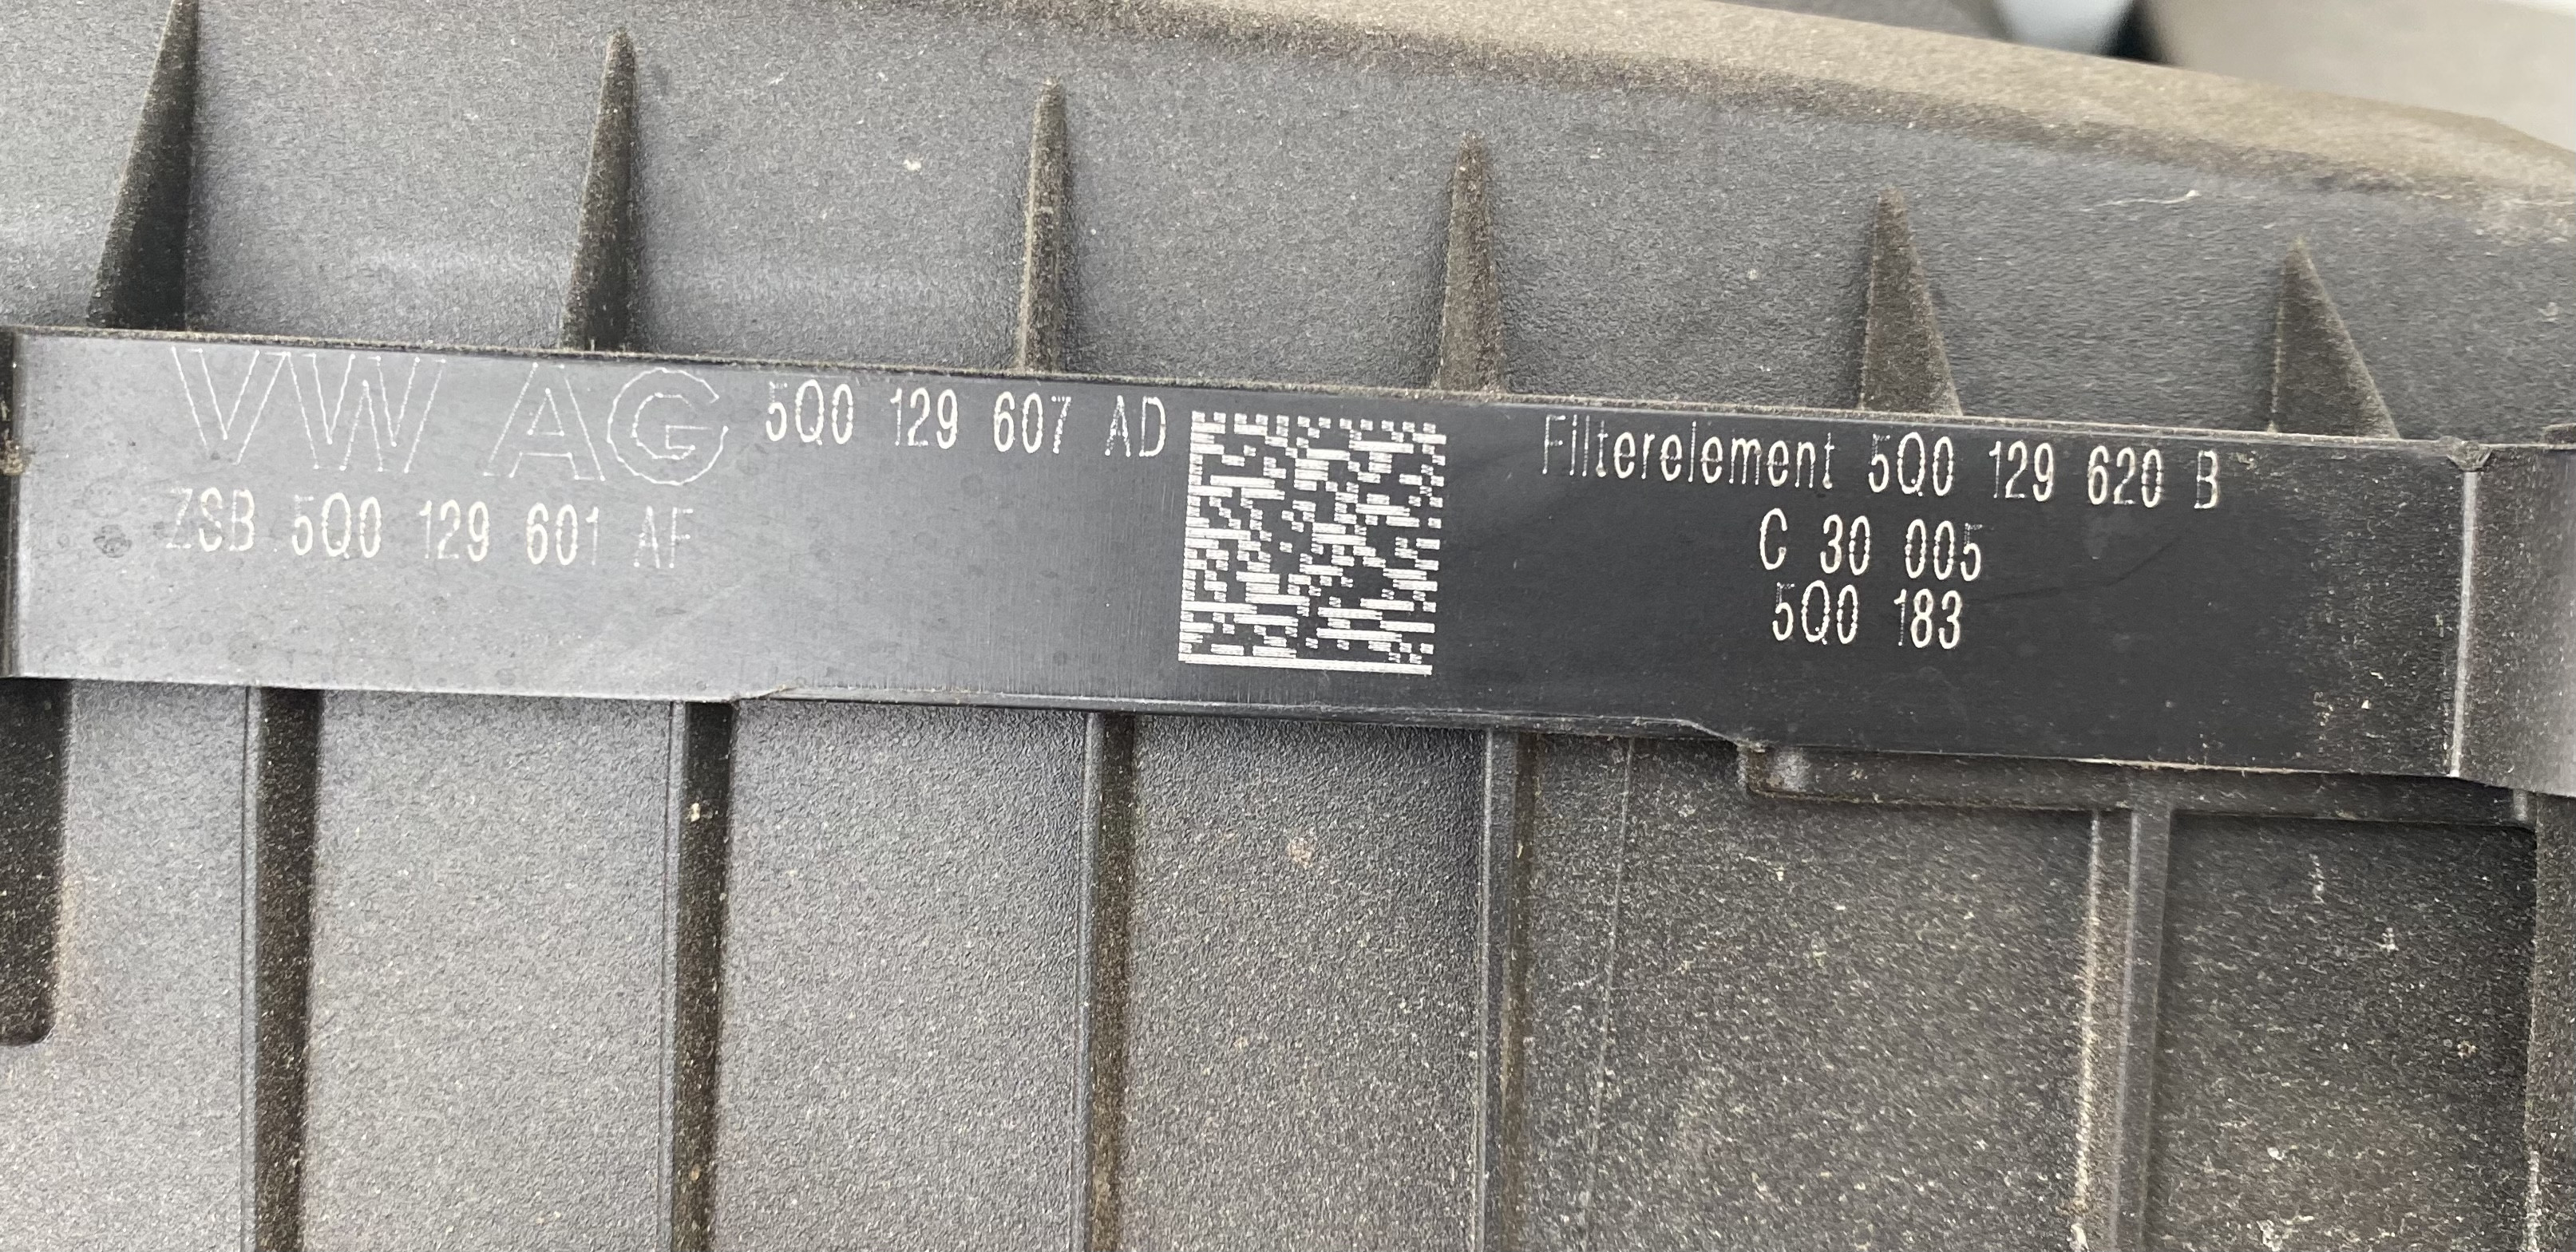 VW AG 5Q0 129 607 AD
ZSB 5Q0 129 601 AF
Filterelement 5Q0 129 620 B
C 30 005
5Q0 183